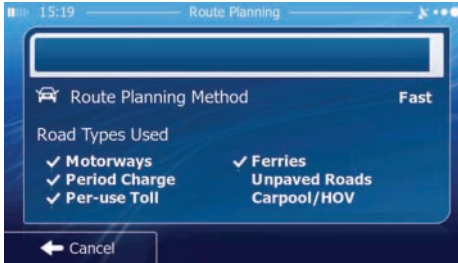 15:19 Route Planning
Route Planning Method Fast
Road Types Used
Motorways Ferries
Period Charge Unpaved Roads
Per-use Toll Carpool/HOV
Cancel